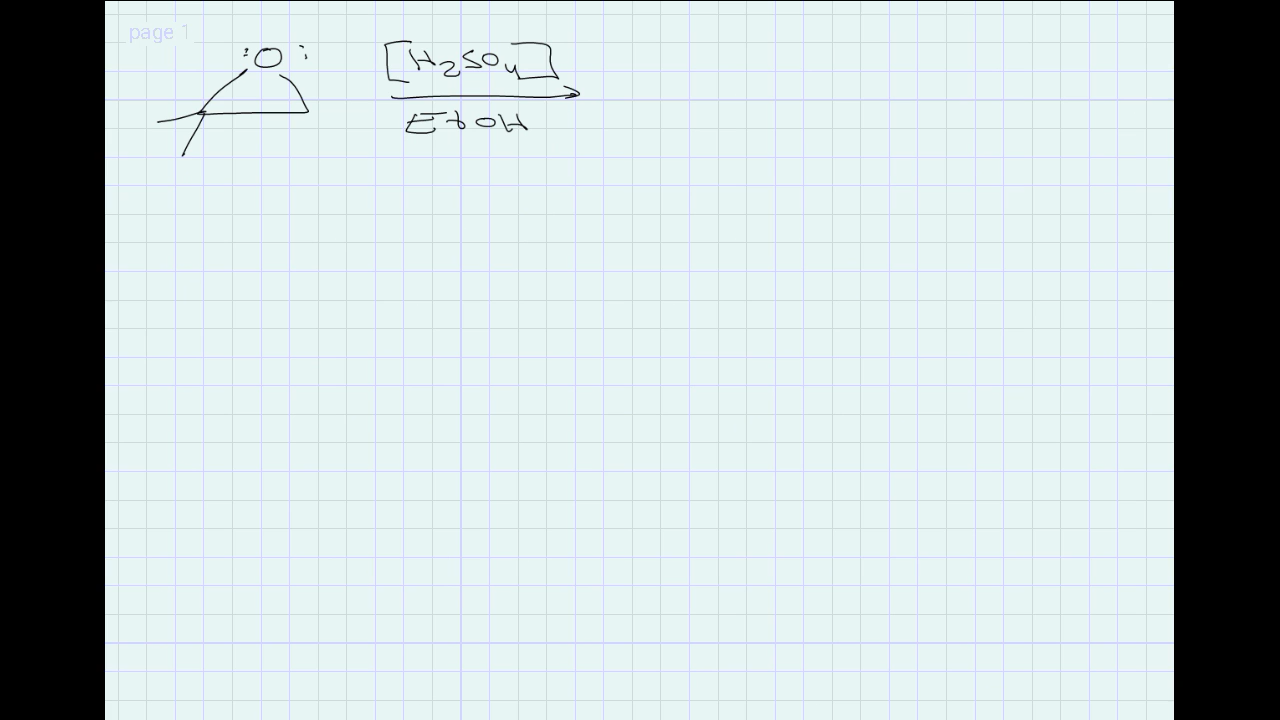 page 1
:O:
[H₂SO₄]
EtOH